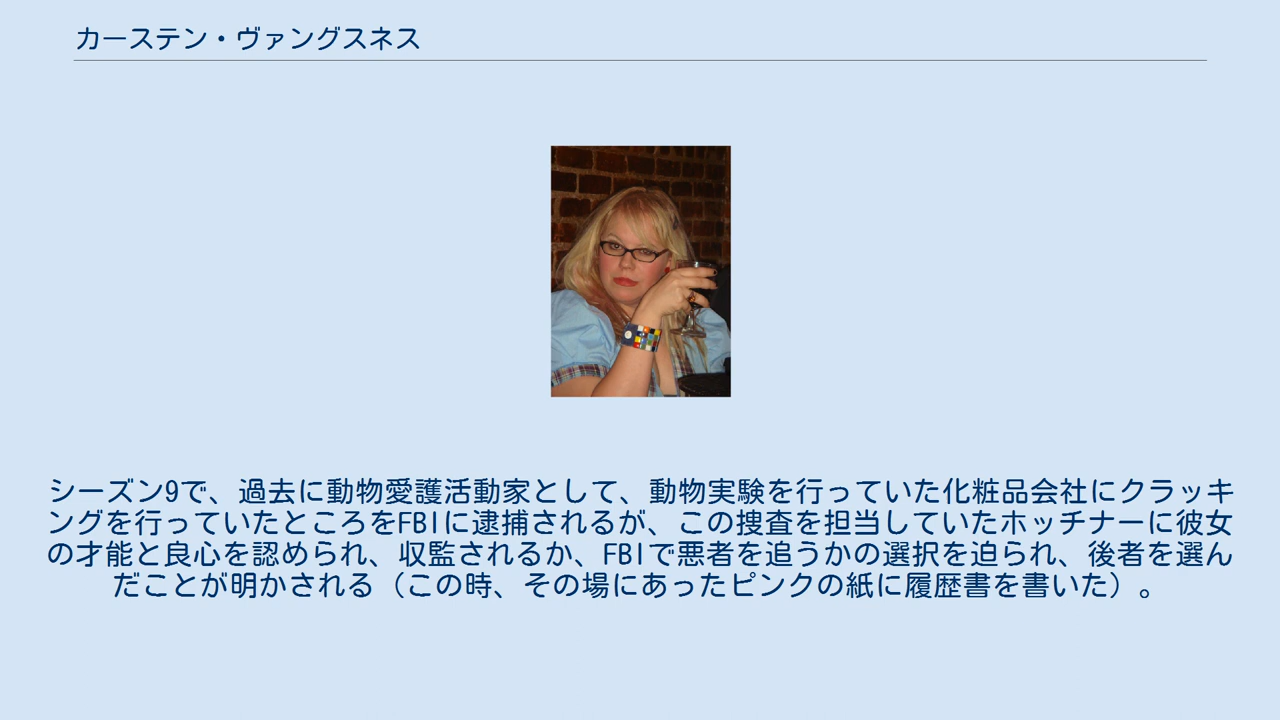 カーステン・ヴァングスネス
シーズン9で、過去に動物愛護活動家として、動物実験を行っていた化粧品会社にクラッキ
ングを行っていたところをFBIに逮捕されるが、この捜査を担当していたホッチナーに彼女
の才能と良心を認められ、収監されるか、FBIで悪者を追うかの選択を迫られ、後者を選ん
だことが明かされる（この時、その場にあったピンクの紙に履歴書を書いた）。